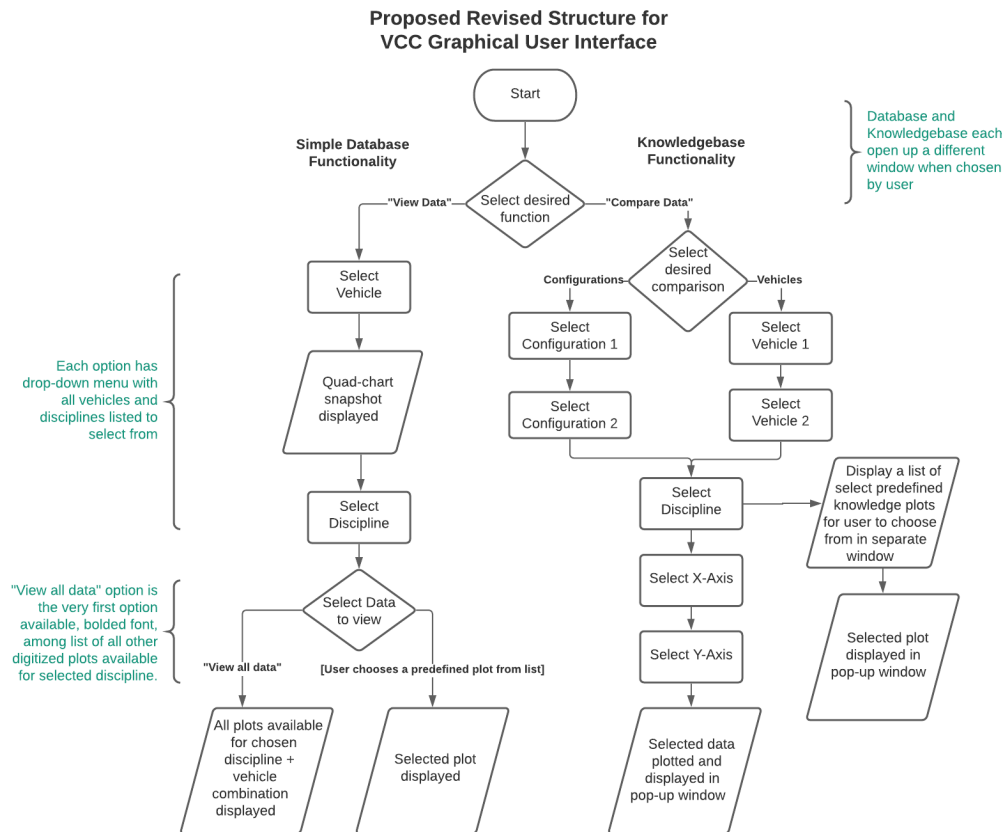 Proposed Revised Structure for
VCC Graphical User Interface
Start
Simple Database
Functionality
Knowledgebase
Functionality
Database and
Knowledgebase each
open up a different
window when chosen
by user
Select desired
function
"View Data"
"Compare Data"
Select
desired
comparison
Configurations
Vehicles
Select
Vehicle
Select
Configuration 1
Select
Vehicle 1
Each option has
drop-down menu with
all vehicles and
disciplines listed to
select from
Quad-chart
snapshot
displayed
Select
Configuration 2
Select
Vehicle 2
Select
Discipline
Select
Discipline
Display a list of
select predefined
knowledge plots
for user to choose
from in separate
window
"View all data" option is
the very first option
available, bolded font,
among list of all other
digitized plots available
for selected discipline.
Select Data
to view
Select X-Axis
Select Y-Axis
Selected plot
displayed in
pop-up window
"View all data"
[User chooses a predefined plot from list]
All plots available
for chosen
discipline +
vehicle
combination
displayed
Selected plot
displayed
Selected data
plotted and
displayed in
pop-up window